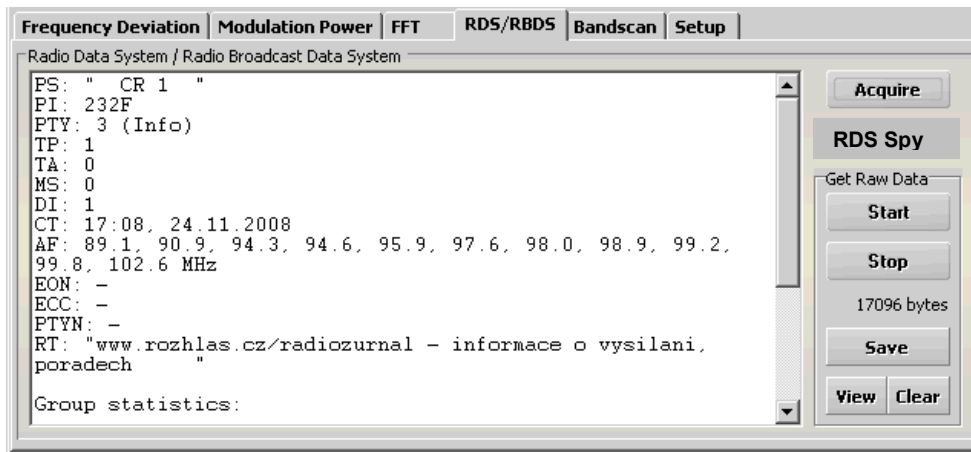 Frequency Deviation Modulation Power FFT RDS/RBDS Bandscan Setup
Radio Data System / Radio Broadcast Data System
PS: "  CR 1  "
PI: 232F
PTY: 3 (Info)
TP: 1
TA: 0
MS: 0
DI: 1
CT: 17:08, 24.11.2008
AF: 89.1, 90.9, 94.3, 94.6, 95.9, 97.6, 98.0, 98.9, 99.2,
99.8, 102.6 MHz
EON: -
ECC: -
PTYN: -
RT: "www.rozhlas.cz/radiozurnal - informace o vysilani,
poradech      "
Group statistics:
Acquire
RDS Spy
Get Raw Data
Start
Stop
17096 bytes
Save
View Clear